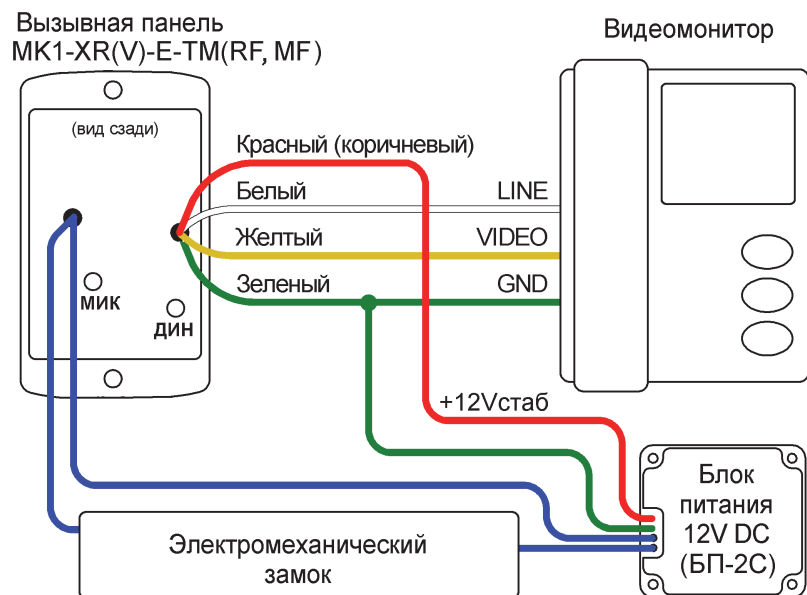 Вызывная панель
MK1-XR(V)-E-TM(RF, MF)
Видеомонитор
(вид сзади)
Красный (коричневый)
Белый
LINE
Желтый
VIDEO
Зеленый
GND
МИК
ДИН
+12Vстаб
Блок
питания
12V DC
(БП-2С)
Электромеханический
замок